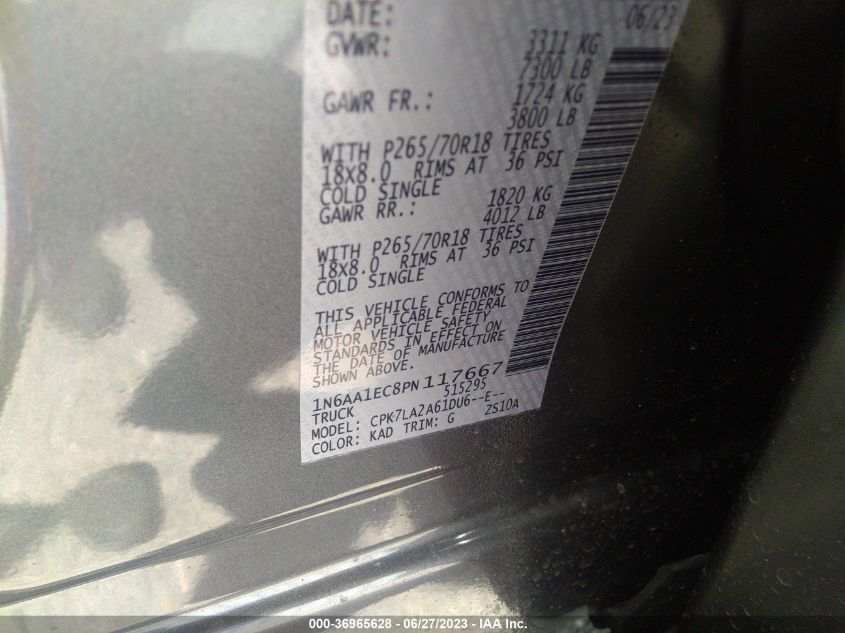 DATE: 06/23
GVWR: 3311 KG
7300 LB
GAWR FR.: 1724 KG
3800 LB
WITH P265/70R18 TIRES
18x8.0 RIMS AT 36 PSI
COLD SINGLE
GAWR RR.: 1820 KG
4012 LB
WITH P265/70R18 TIRES
18x8.0 RIMS AT 36 PSI
COLD SINGLE
THIS VEHICLE CONFORMS TO
ALL APPLICABLE FEDERAL
MOTOR VEHICLE SAFETY
STANDARDS IN EFFECT ON
THE DATE OF MANUFACTURE
SHOWN ABOVE.
1N6AA1EC8PN117667
TRUCK 515295
MODEL: CPK7LA2A61DU6--E--
COLOR: KAD TRIM: G ZS10A
000-36965628 - 06/27/2023 - IAA Inc.